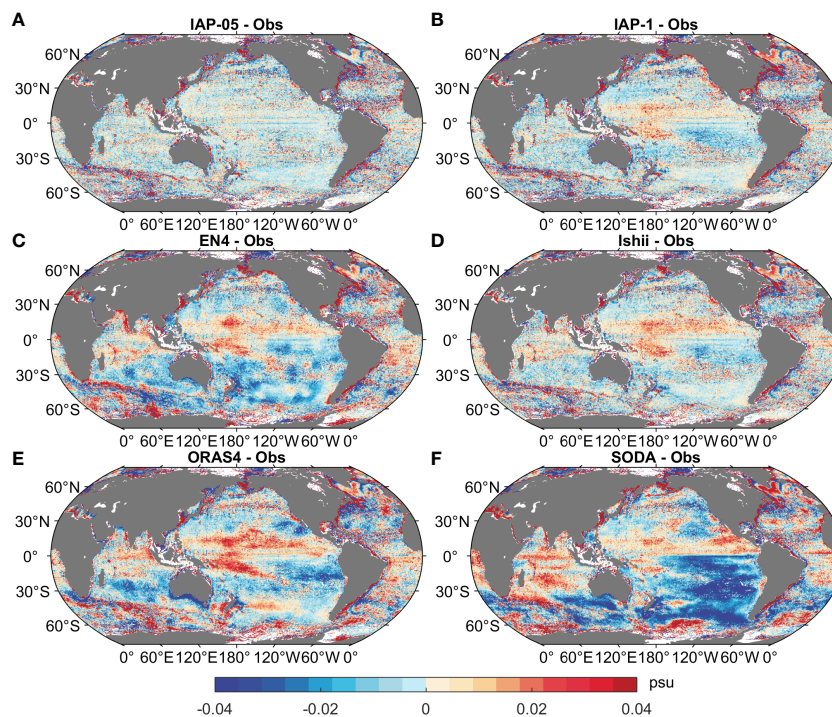 A IAP-05 - Obs B IAP-1 - Obs
60°N 60°N
30°N 30°N
0° 0°
30°S 30°S
60°S 60°S
0° 60°E 120°E 180°E 120°W 60°W 0° 0° 60°E 120°E 180°E 120°W 60°W 0°
C EN4 - Obs D Ishii - Obs
60°N 60°N
30°N 30°N
0° 0°
30°S 30°S
60°S 60°S
0° 60°E 120°E 180°E 120°W 60°W 0° 0° 60°E 120°E 180°E 120°W 60°W 0°
E ORAS4 - Obs F SODA - Obs
60°N 60°N
30°N 30°N
0° 0°
30°S 30°S
60°S 60°S
0° 60°E 120°E 180°E 120°W 60°W 0° 0° 60°E 120°E 180°E 120°W 60°W 0°
psu
-0.04 -0.02 0 0.02 0.04